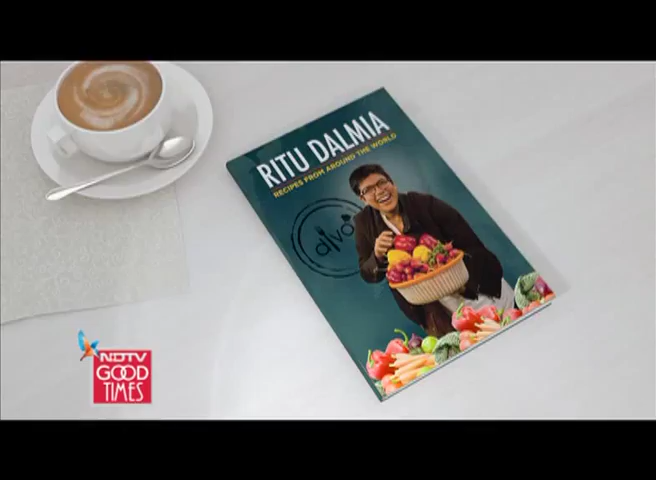 RITU DALMIA
RECIPES FROM AROUND THE WORLD
diva
NDTV
GOOD
TIMES